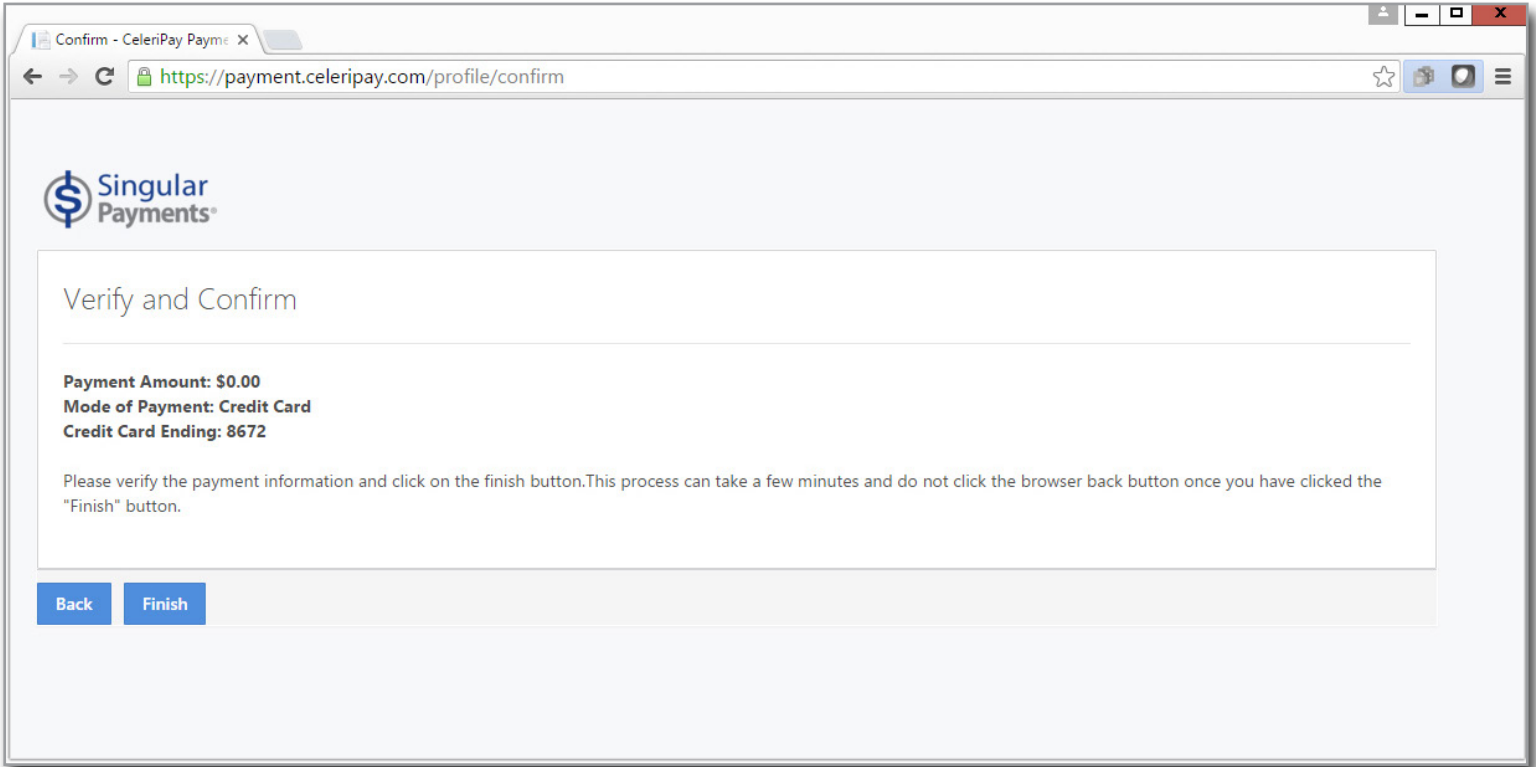 Confirm - CeleriPay Payme
https://payment.celeripay.com/profile/confirm
Singular
Payments®
Verify and Confirm
Payment Amount: $0.00
Mode of Payment: Credit Card
Credit Card Ending: 8672
Please verify the payment information and click on the finish button.This process can take a few minutes and do not click the browser back button once you have clicked the
"Finish" button.
Back Finish